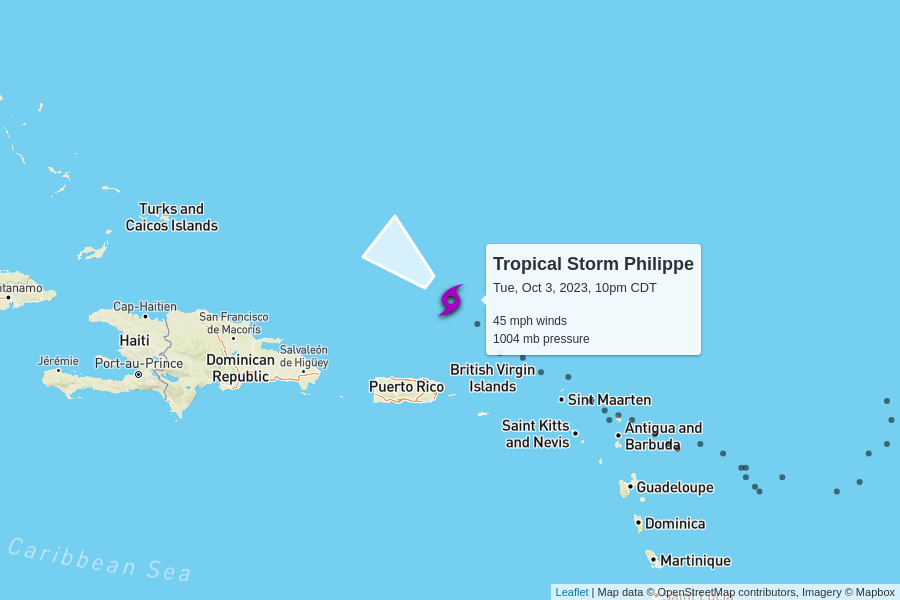 Turks and
Caicos Islands
Tropical Storm Philippe
Tue, Oct 3, 2023, 10pm CDT
45 mph winds
1004 mb pressure
ntanamo
Cap-Haitien
San Francisco
de Macorís
Haiti
Jérémie
Port-au-Prince
Dominican
Republic
Salvaleón
de Higüey
Puerto Rico
British Virgin
Islands
Sint Maarten
Saint Kitts
and Nevis
Antigua and
Barbuda
Guadeloupe
Dominica
Martinique
Caribbean Sea
Saint Lucia
Leaflet | Map data © OpenStreetMap contributors, Imagery © Mapbox